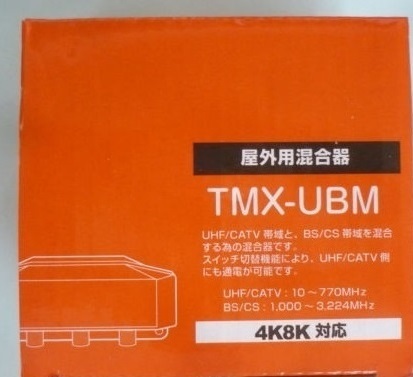 屋外用混合器
TMX-UBM
UHF/CATV 帯域と、BS/CS 帯域を混合
する為の混合器です。
スイッチ切替機能により、UHF/CATV 側
にも通電が可能です。
UHF/CATV : 10～770MHz
BS/CS : 1,000～3,224MHz
4K8K 対応